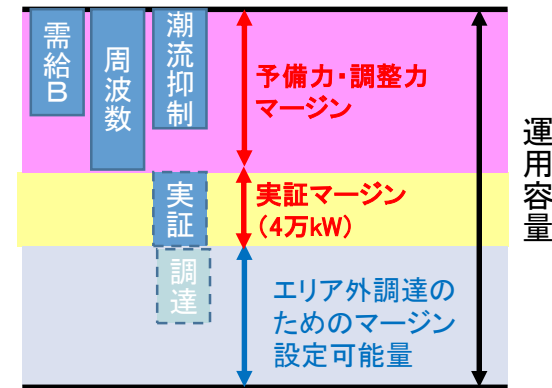 需給B
周波数
潮流抑制
予備力・調整力
マージン
実証
実証マージン
（4万kW）
調達
エリア外調達の
ためのマージン
設定可能量
運用容量